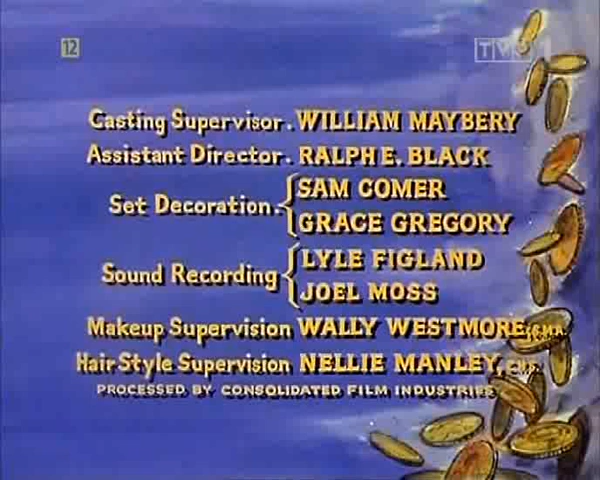 12
TVP 1
Casting Supervisor. WILLIAM MAYBERY
Assistant Director. RALPH E. BLACK
Set Decoration. { SAM COMER
GRACE GREGORY
Sound Recording { LYLE FIGLAND
JOEL MOSS
Makeup Supervision WALLY WESTMORE, S.M.A.
Hair Style Supervision NELLIE MANLEY,
PROCESSED BY CONSOLIDATED FILM INDUSTRIES